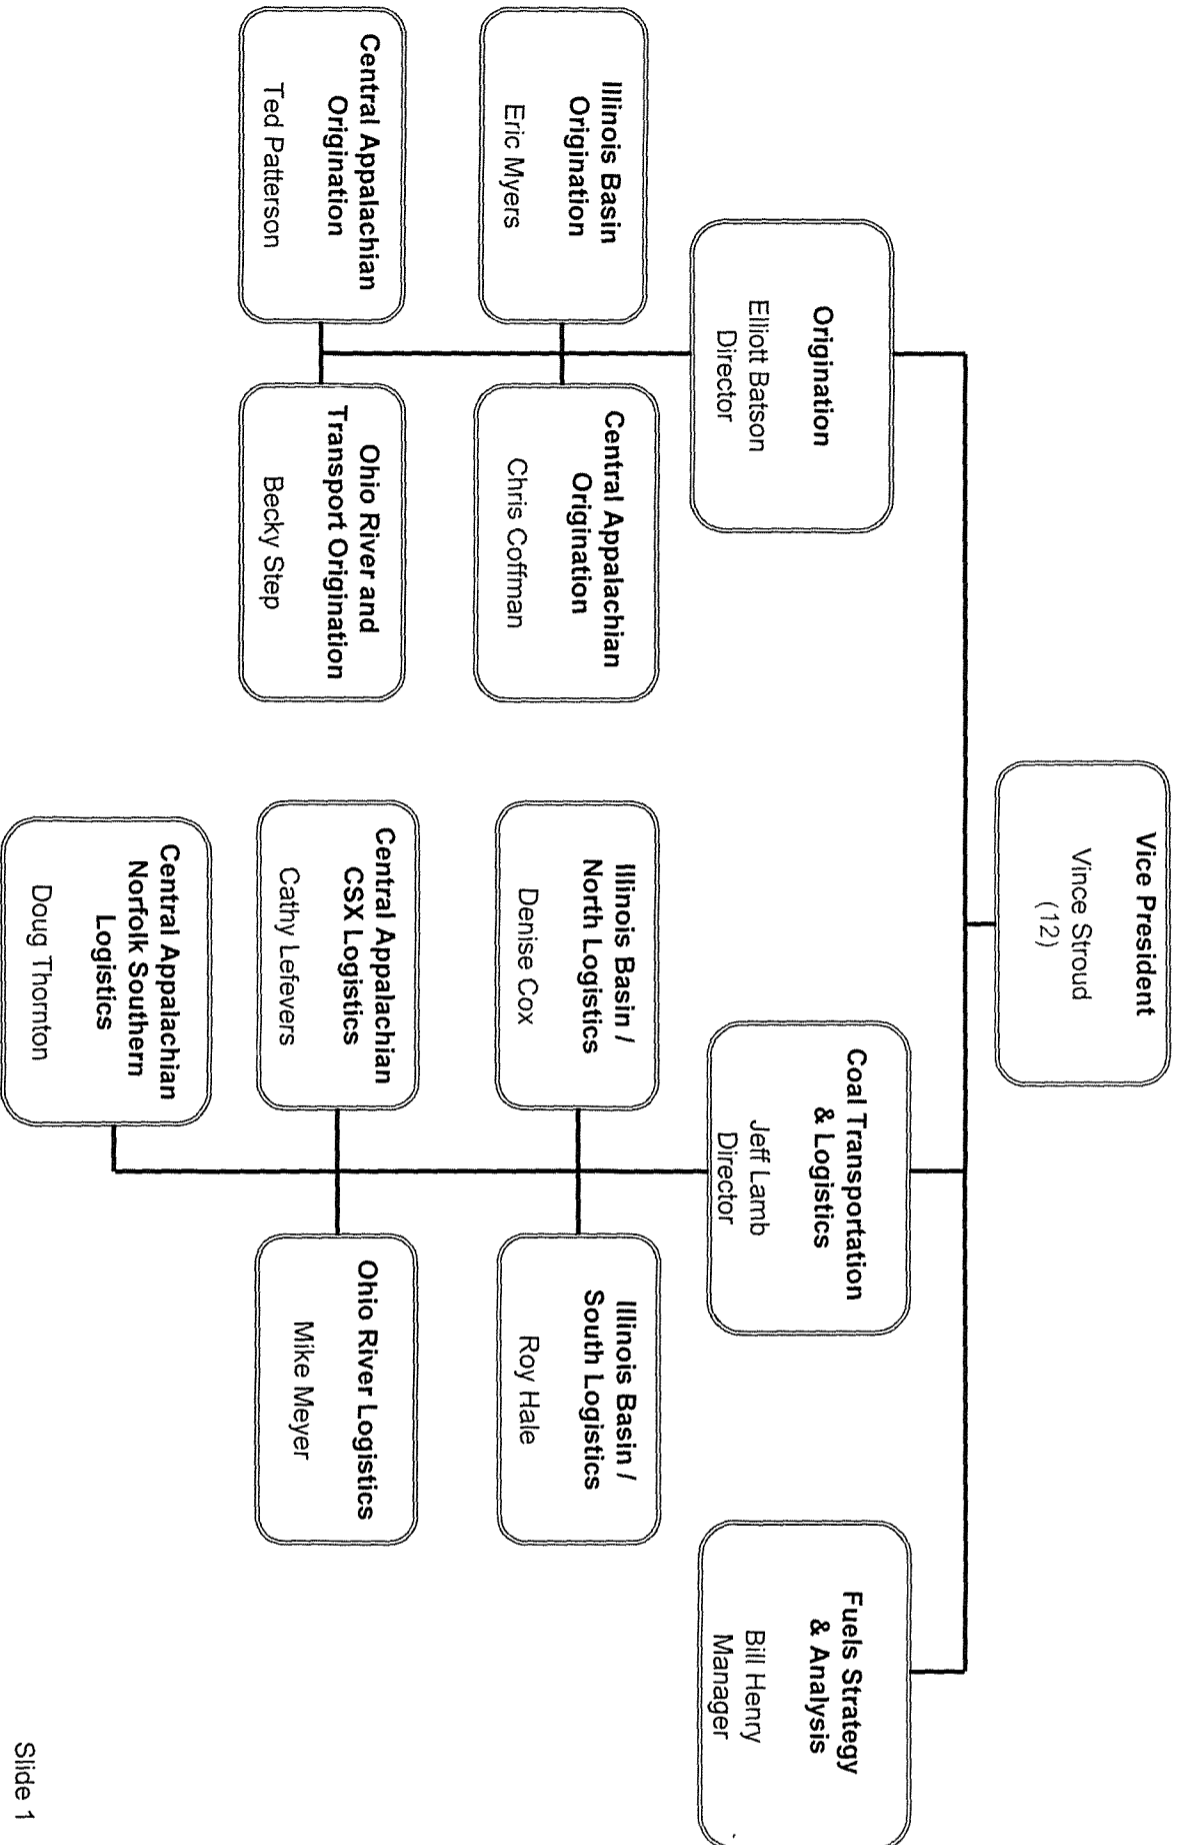 Vice President
Vince Stroud
(12)
Origination
Elliott Batson
Director
Coal Transportation
& Logistics
Jeff Lamb
Director
Fuels Strategy
& Analysis
Bill Henry
Manager
Illinois Basin
Origination
Eric Myers
Central Appalachian
Origination
Chris Coffman
Illinois Basin /
North Logistics
Denise Cox
Illinois Basin /
South Logistics
Roy Hale
Central Appalachian
Origination
Ted Patterson
Ohio River and
Transport Origination
Becky Step
Central Appalachian
CSX Logistics
Cathy Lefevers
Ohio River Logistics
Mike Meyer
Central Appalachian
Norfolk Southern
Logistics
Doug Thornton
Slide 1